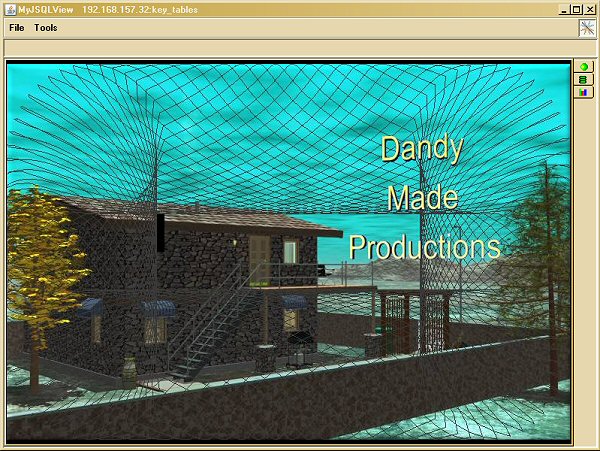 MyJSQLView 192.168.157.32:key_tables
File Tools
Dandy
Made
Productions